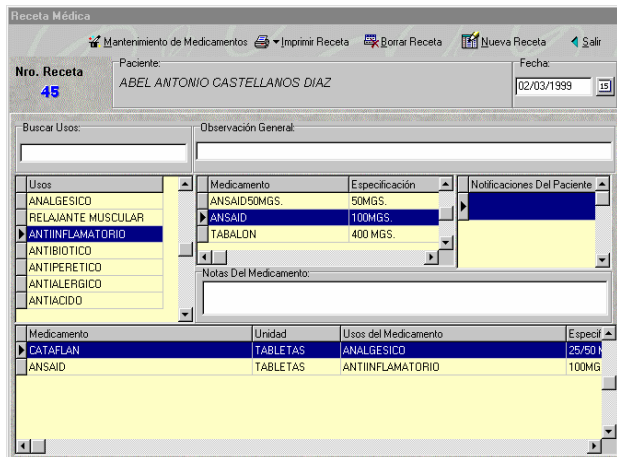 Receta Médica
Mantenimiento de Medicamentos Imprimir Receta Borrar Receta Nueva Receta Salir
Nro. Receta
45
Paciente:
ABEL ANTONIO CASTELLANOS DIAZ
Fecha:
02/03/1999 15
Buscar Usos:
Observación General:
Usos
ANALGESICO
RELAJANTE MUSCULAR
ANTIINFLAMATORIO
ANTIBIOTICO
ANTIPERETICO
ANTIALERGICO
ANTIACIDO
Medicamento Especificación
ANSAID50MGS. 50MGS.
ANSAID 100MGS.
TABALON 400 MGS.
Notificaciones Del Paciente
Notas Del Medicamento:
Medicamento Unidad Usos del Medicamento Especif
CATAFLAN TABLETAS ANALGESICO 25/50 M
ANSAID TABLETAS ANTIINFLAMATORIO 100MG